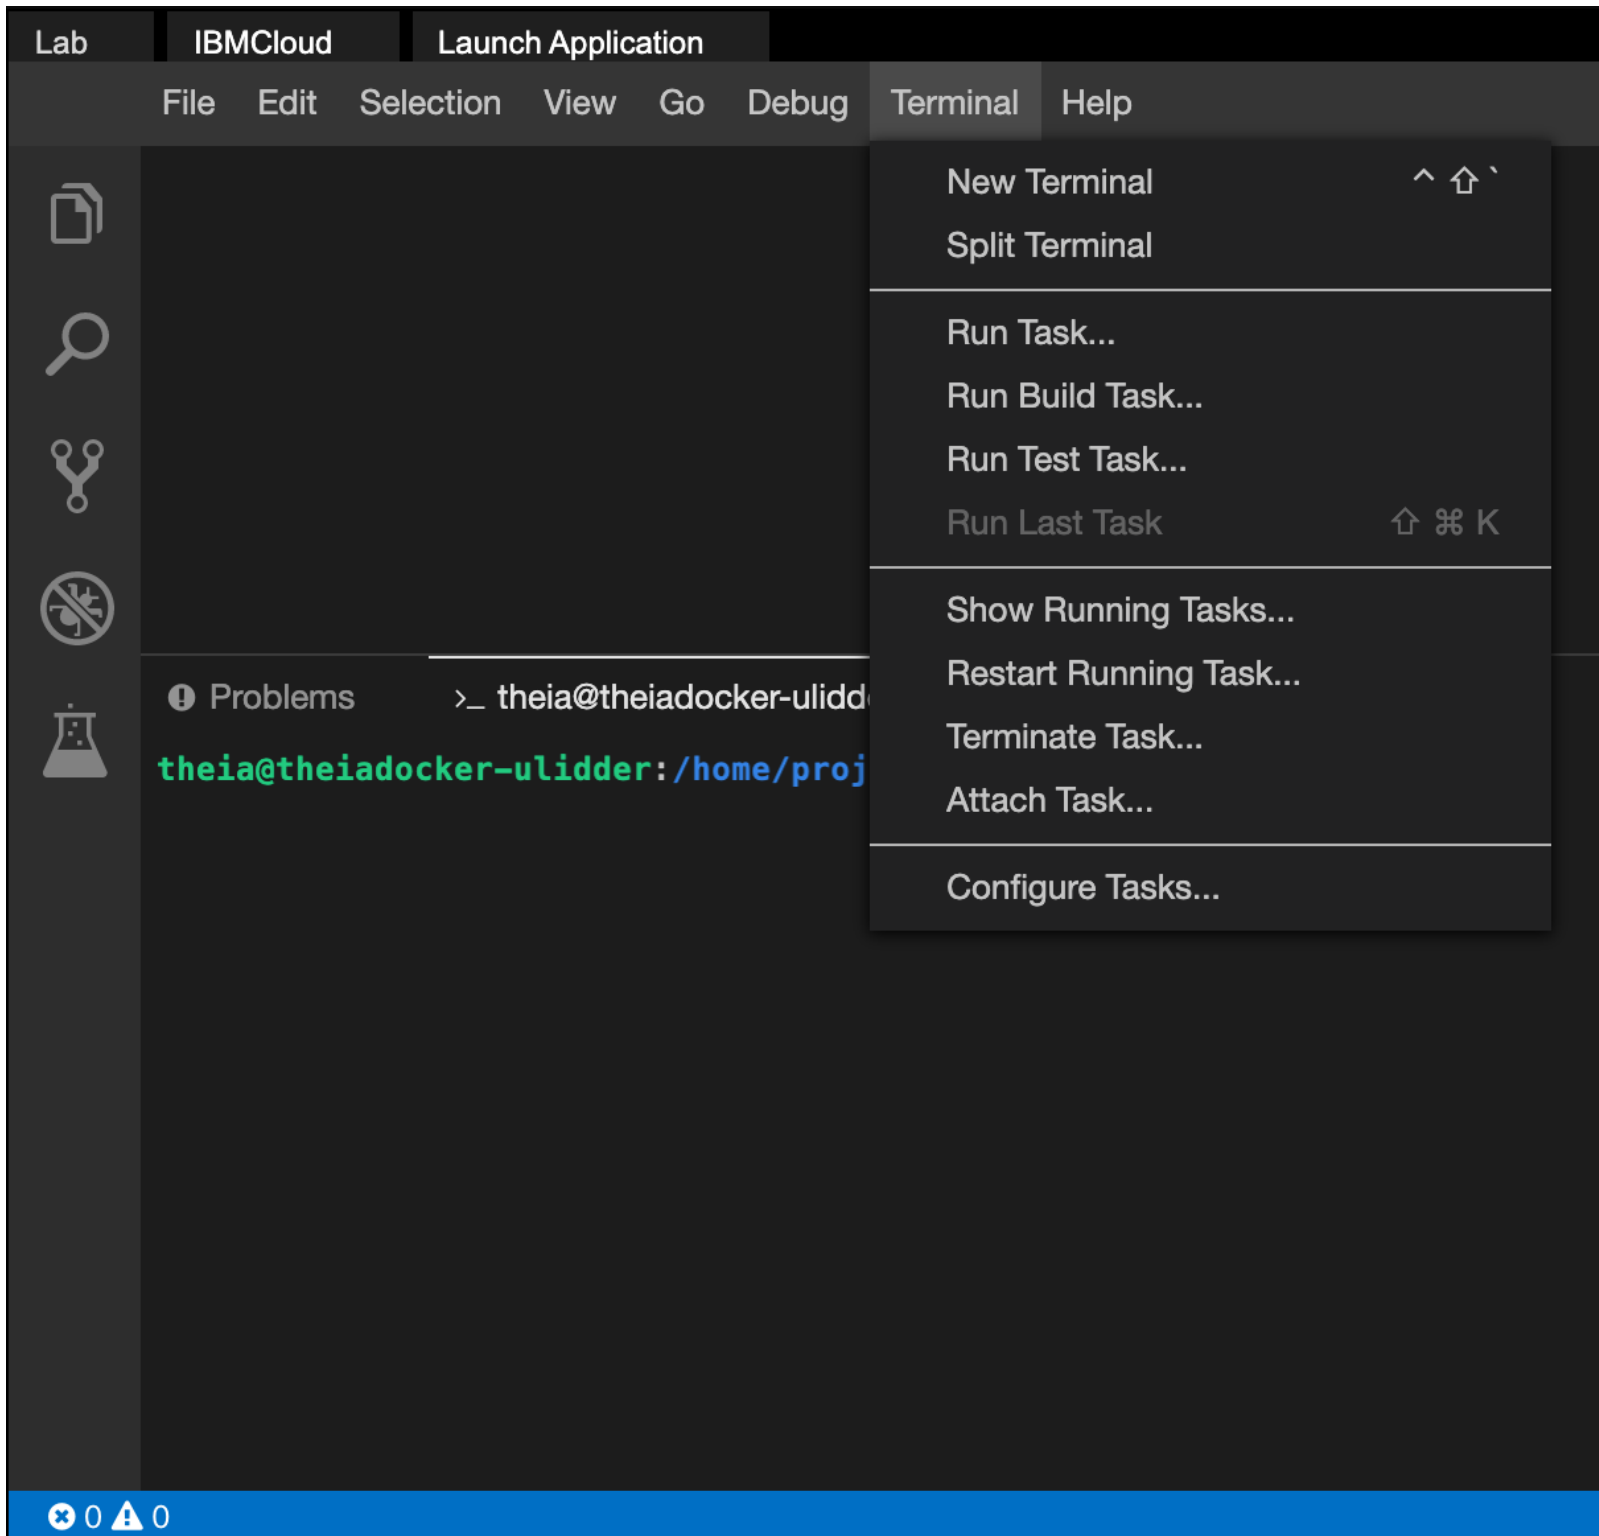 Lab IBMCloud Launch Application
File Edit Selection View Go Debug Terminal Help
New Terminal ^ ⇧ `
Split Terminal
Run Task...
Run Build Task...
Run Test Task...
Run Last Task ⇧ ⌘ K
Show Running Tasks...
Restart Running Task...
Terminate Task...
Attach Task...
Configure Tasks...
Problems >_ theia@theiadocker-ulidd
theia@theiadocker-ulidder:/home/proj
0 0